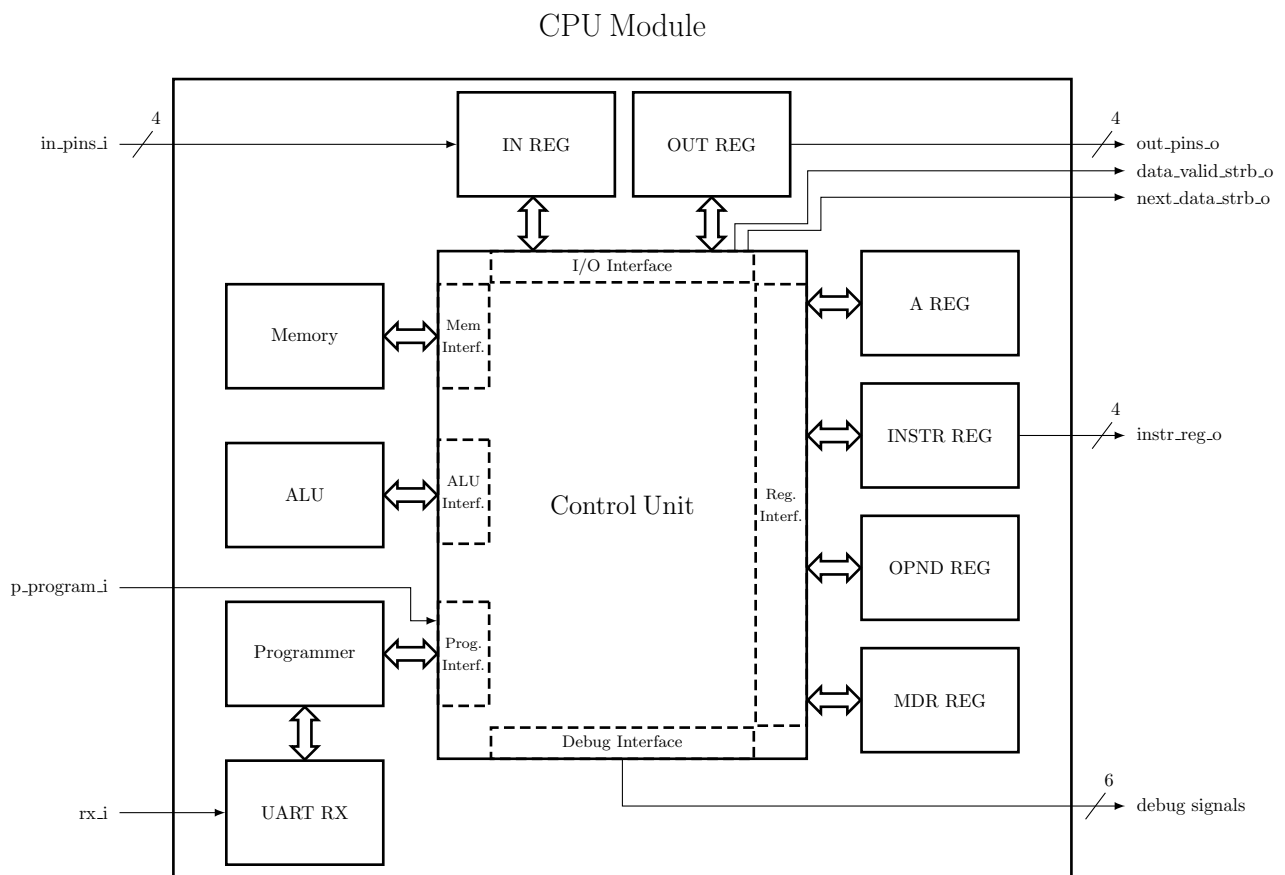 CPU Module
4
in_pins_i
IN REG
OUT REG
4
out_pins_o
data_valid_strb_o
next_data_strb_o
I/O Interface
Memory
Mem
Interf.
A REG
ALU
ALU
Interf.
Control Unit
Reg.
Interf.
INSTR REG
4
instr_reg_o
OPND REG
p_program_i
Programmer
Prog.
Interf.
MDR REG
Debug Interface
rx_i
UART RX
6
debug signals